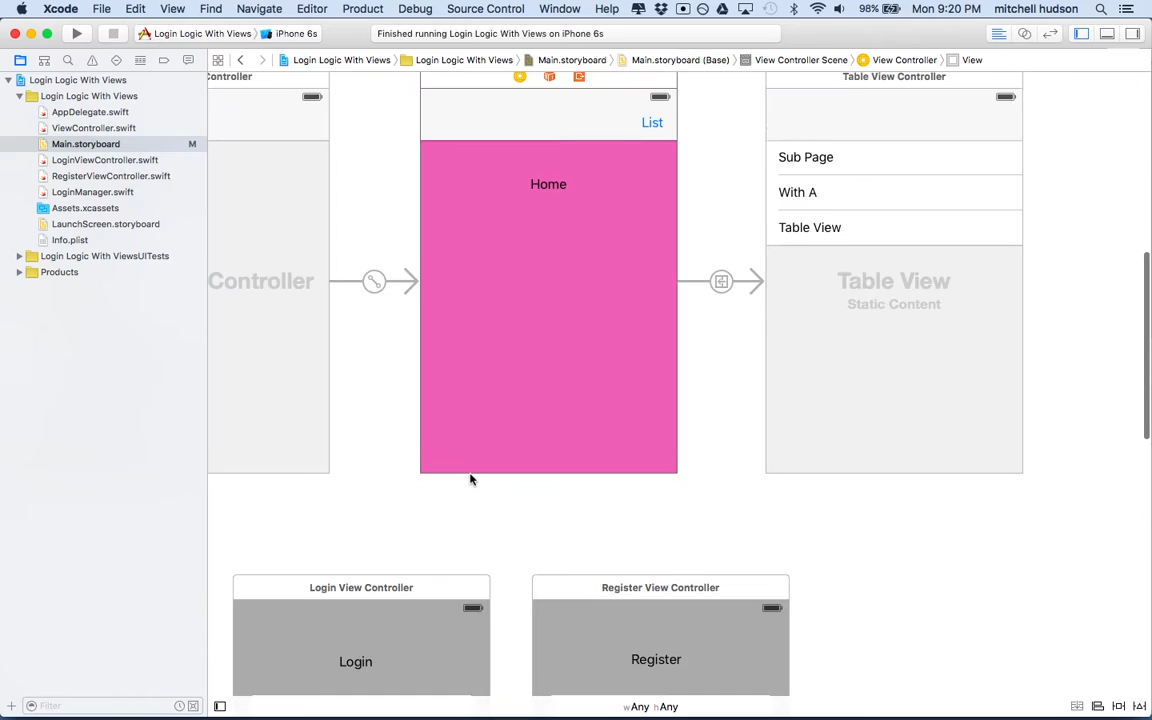 Xcode File Edit View Find Navigate Editor Product Debug Source Control Window Help 98% Mon 9:20 PM mitchell hudson
Login Logic With Views iPhone 6s Finished running Login Logic With Views on iPhone 6s
Login Logic With Views Login Logic With Views Main.storyboard Main.storyboard (Base) View Controller Scene View Controller View
Login Logic With Views
Login Logic With Views
AppDelegate.swift
ViewController.swift
Main.storyboard M
LoginViewController.swift
RegisterViewController.swift
LoginManager.swift
Assets.xcassets
LaunchScreen.storyboard
Info.plist
Login Logic With ViewsUITests
Products
Filter
Controller
Controller
List
Home
Table View Controller
Sub Page
With A
Table View
Table View
Static Content
Login View Controller
Login
Register View Controller
Register
wAny hAny